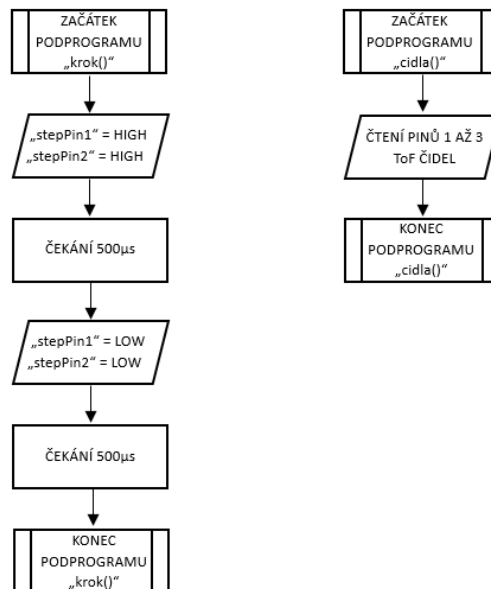 ZAČÁTEK
PODPROGRAMU
„krok()“
„stepPin1“ = HIGH
„stepPin2“ = HIGH
ČEKÁNÍ 500µs
„stepPin1“ = LOW
„stepPin2“ = LOW
ČEKÁNÍ 500µs
KONEC
PODPROGRAMU
„krok()“
ZAČÁTEK
PODPROGRAMU
„cidla()“
ČTENÍ PINŮ 1 AŽ 3
ToF ČIDEL
KONEC
PODPROGRAMU
„cidla()“